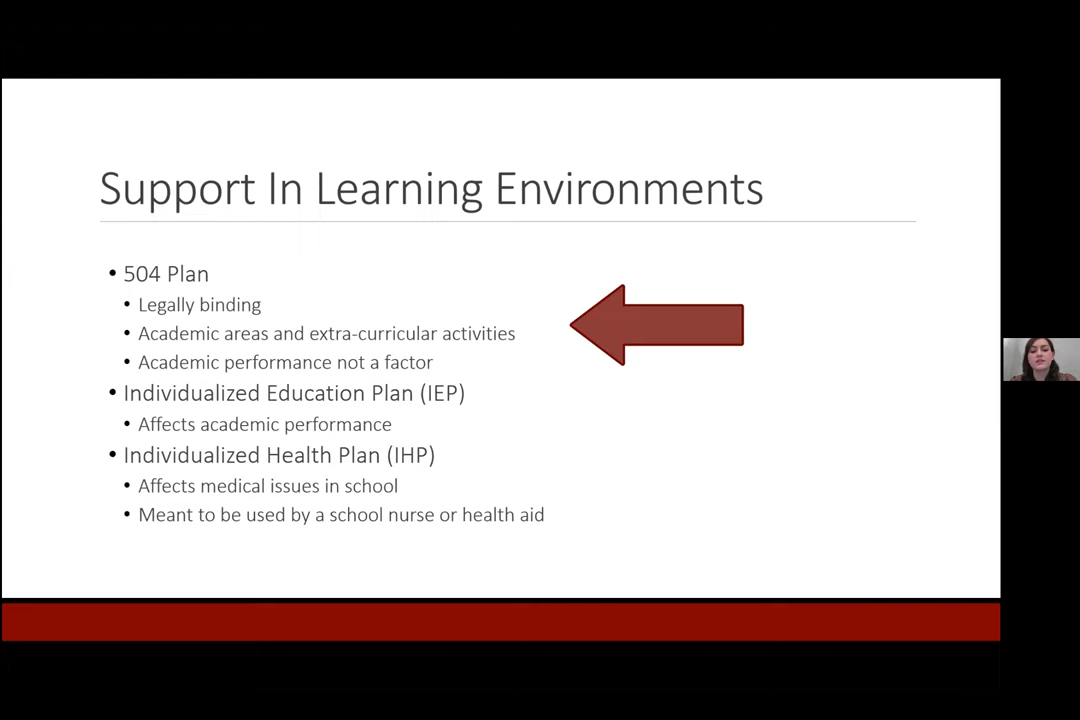 Support In Learning Environments
• 504 Plan
• Legally binding
• Academic areas and extra-curricular activities
• Academic performance not a factor
• Individualized Education Plan (IEP)
• Affects academic performance
• Individualized Health Plan (IHP)
• Affects medical issues in school
• Meant to be used by a school nurse or health aid